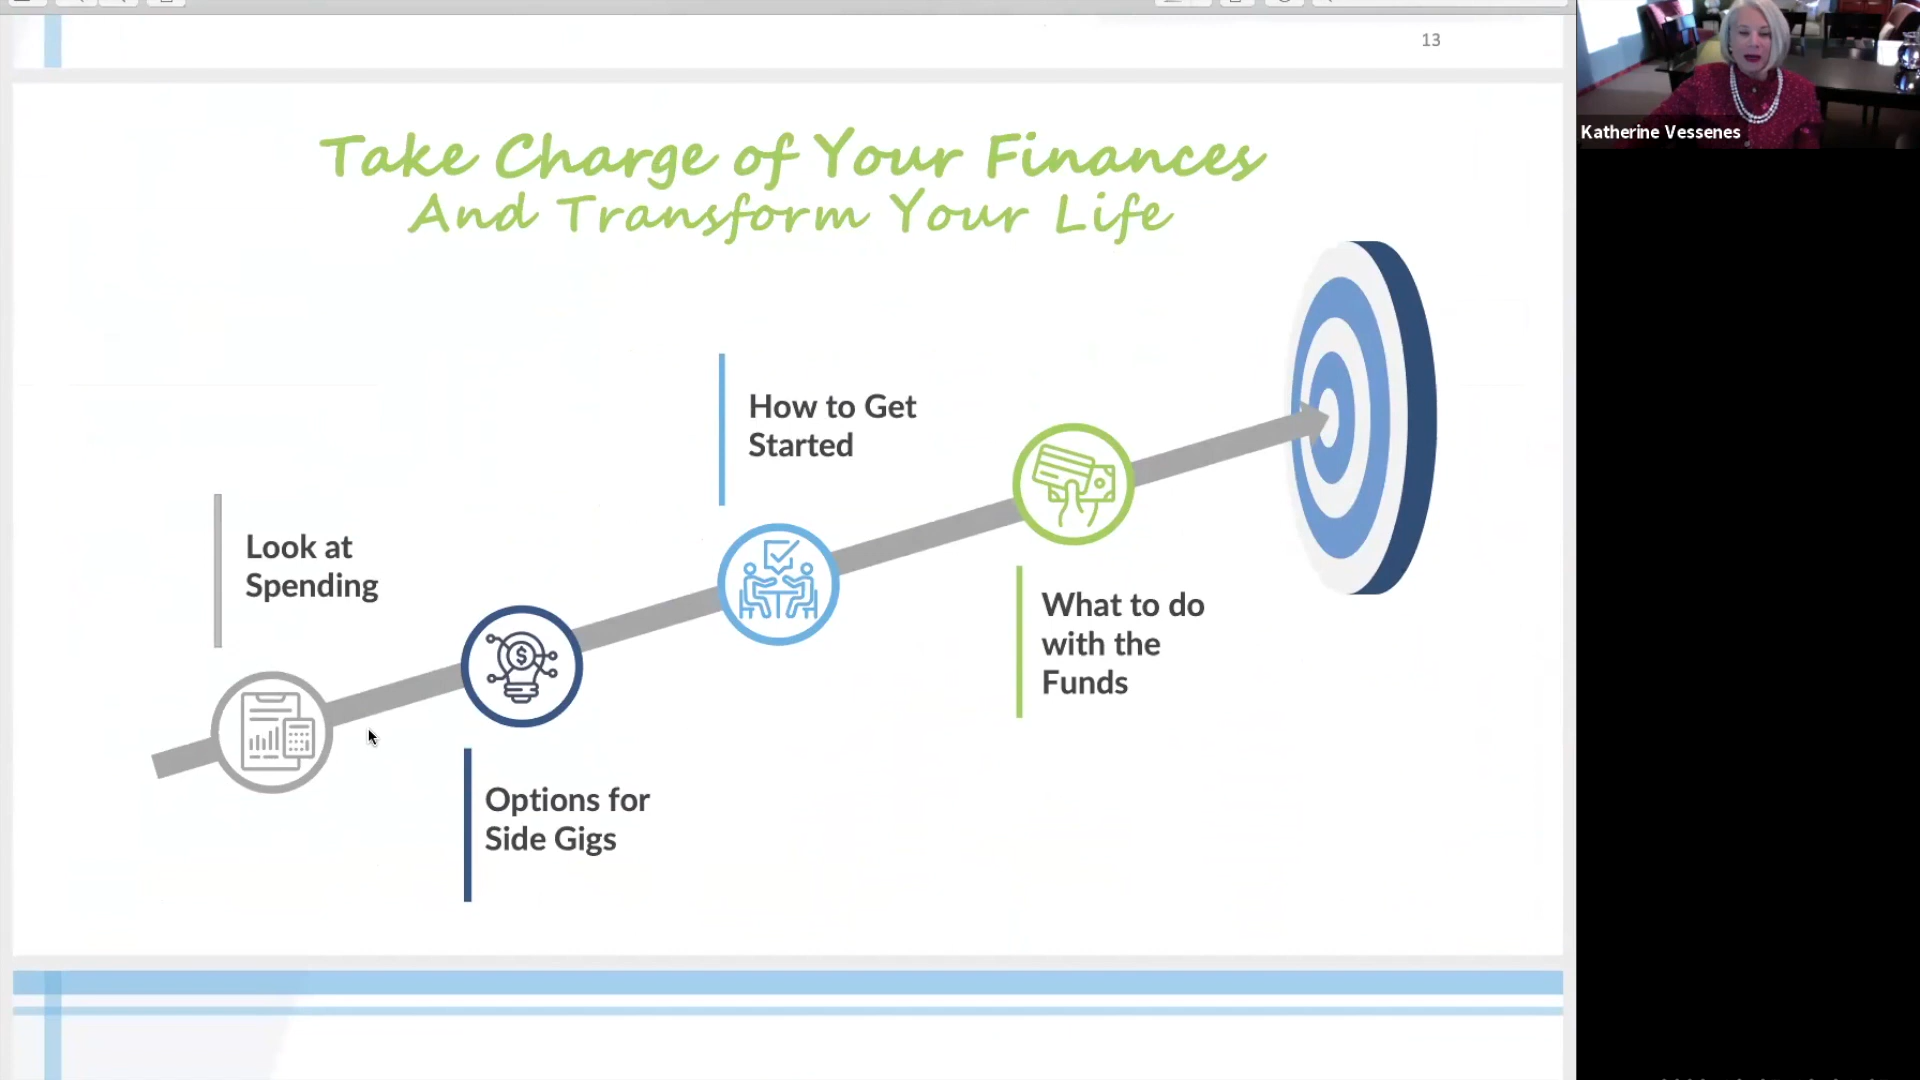 13
Katherine Vessenes
Take Charge of Your Finances
And Transform Your Life
How to Get
Started
Look at
Spending
$
What to do
with the
Funds
Options for
Side Gigs